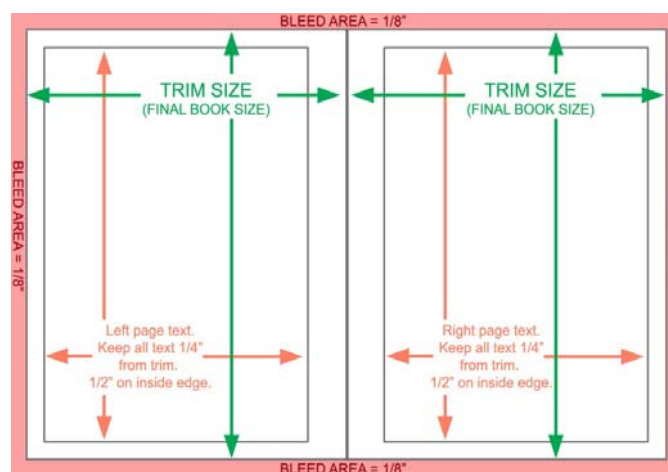 BLEED AREA = 1/8"
TRIM SIZE
(FINAL BOOK SIZE)
TRIM SIZE
(FINAL BOOK SIZE)
BLEED AREA = 1/8"
Left page text.
Keep all text 1/4"
from trim.
1/2" on inside edge.
Right page text.
Keep all text 1/4"
from trim.
1/2" on inside edge.
BLEED AREA = 1/8"